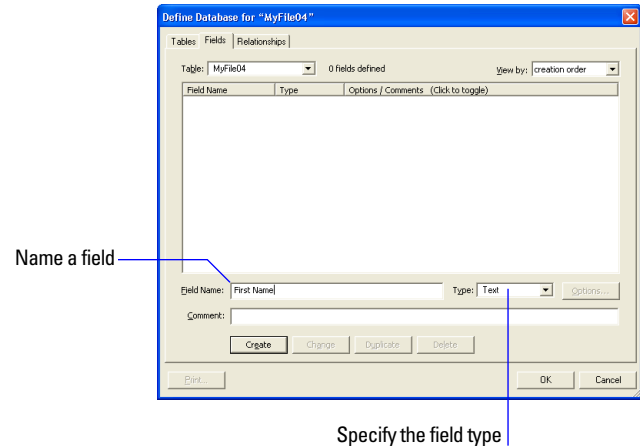 Define Database for “MyFile04”
Tables Fields Relationships
Table: MyFile04 0 fields defined View by: creation order
Field Name Type Options / Comments (Click to toggle)
Name a field
Field Name: First Name Type: Text Options...
Comment:
Create Change Duplicate Delete
Print... OK Cancel
Specify the field type